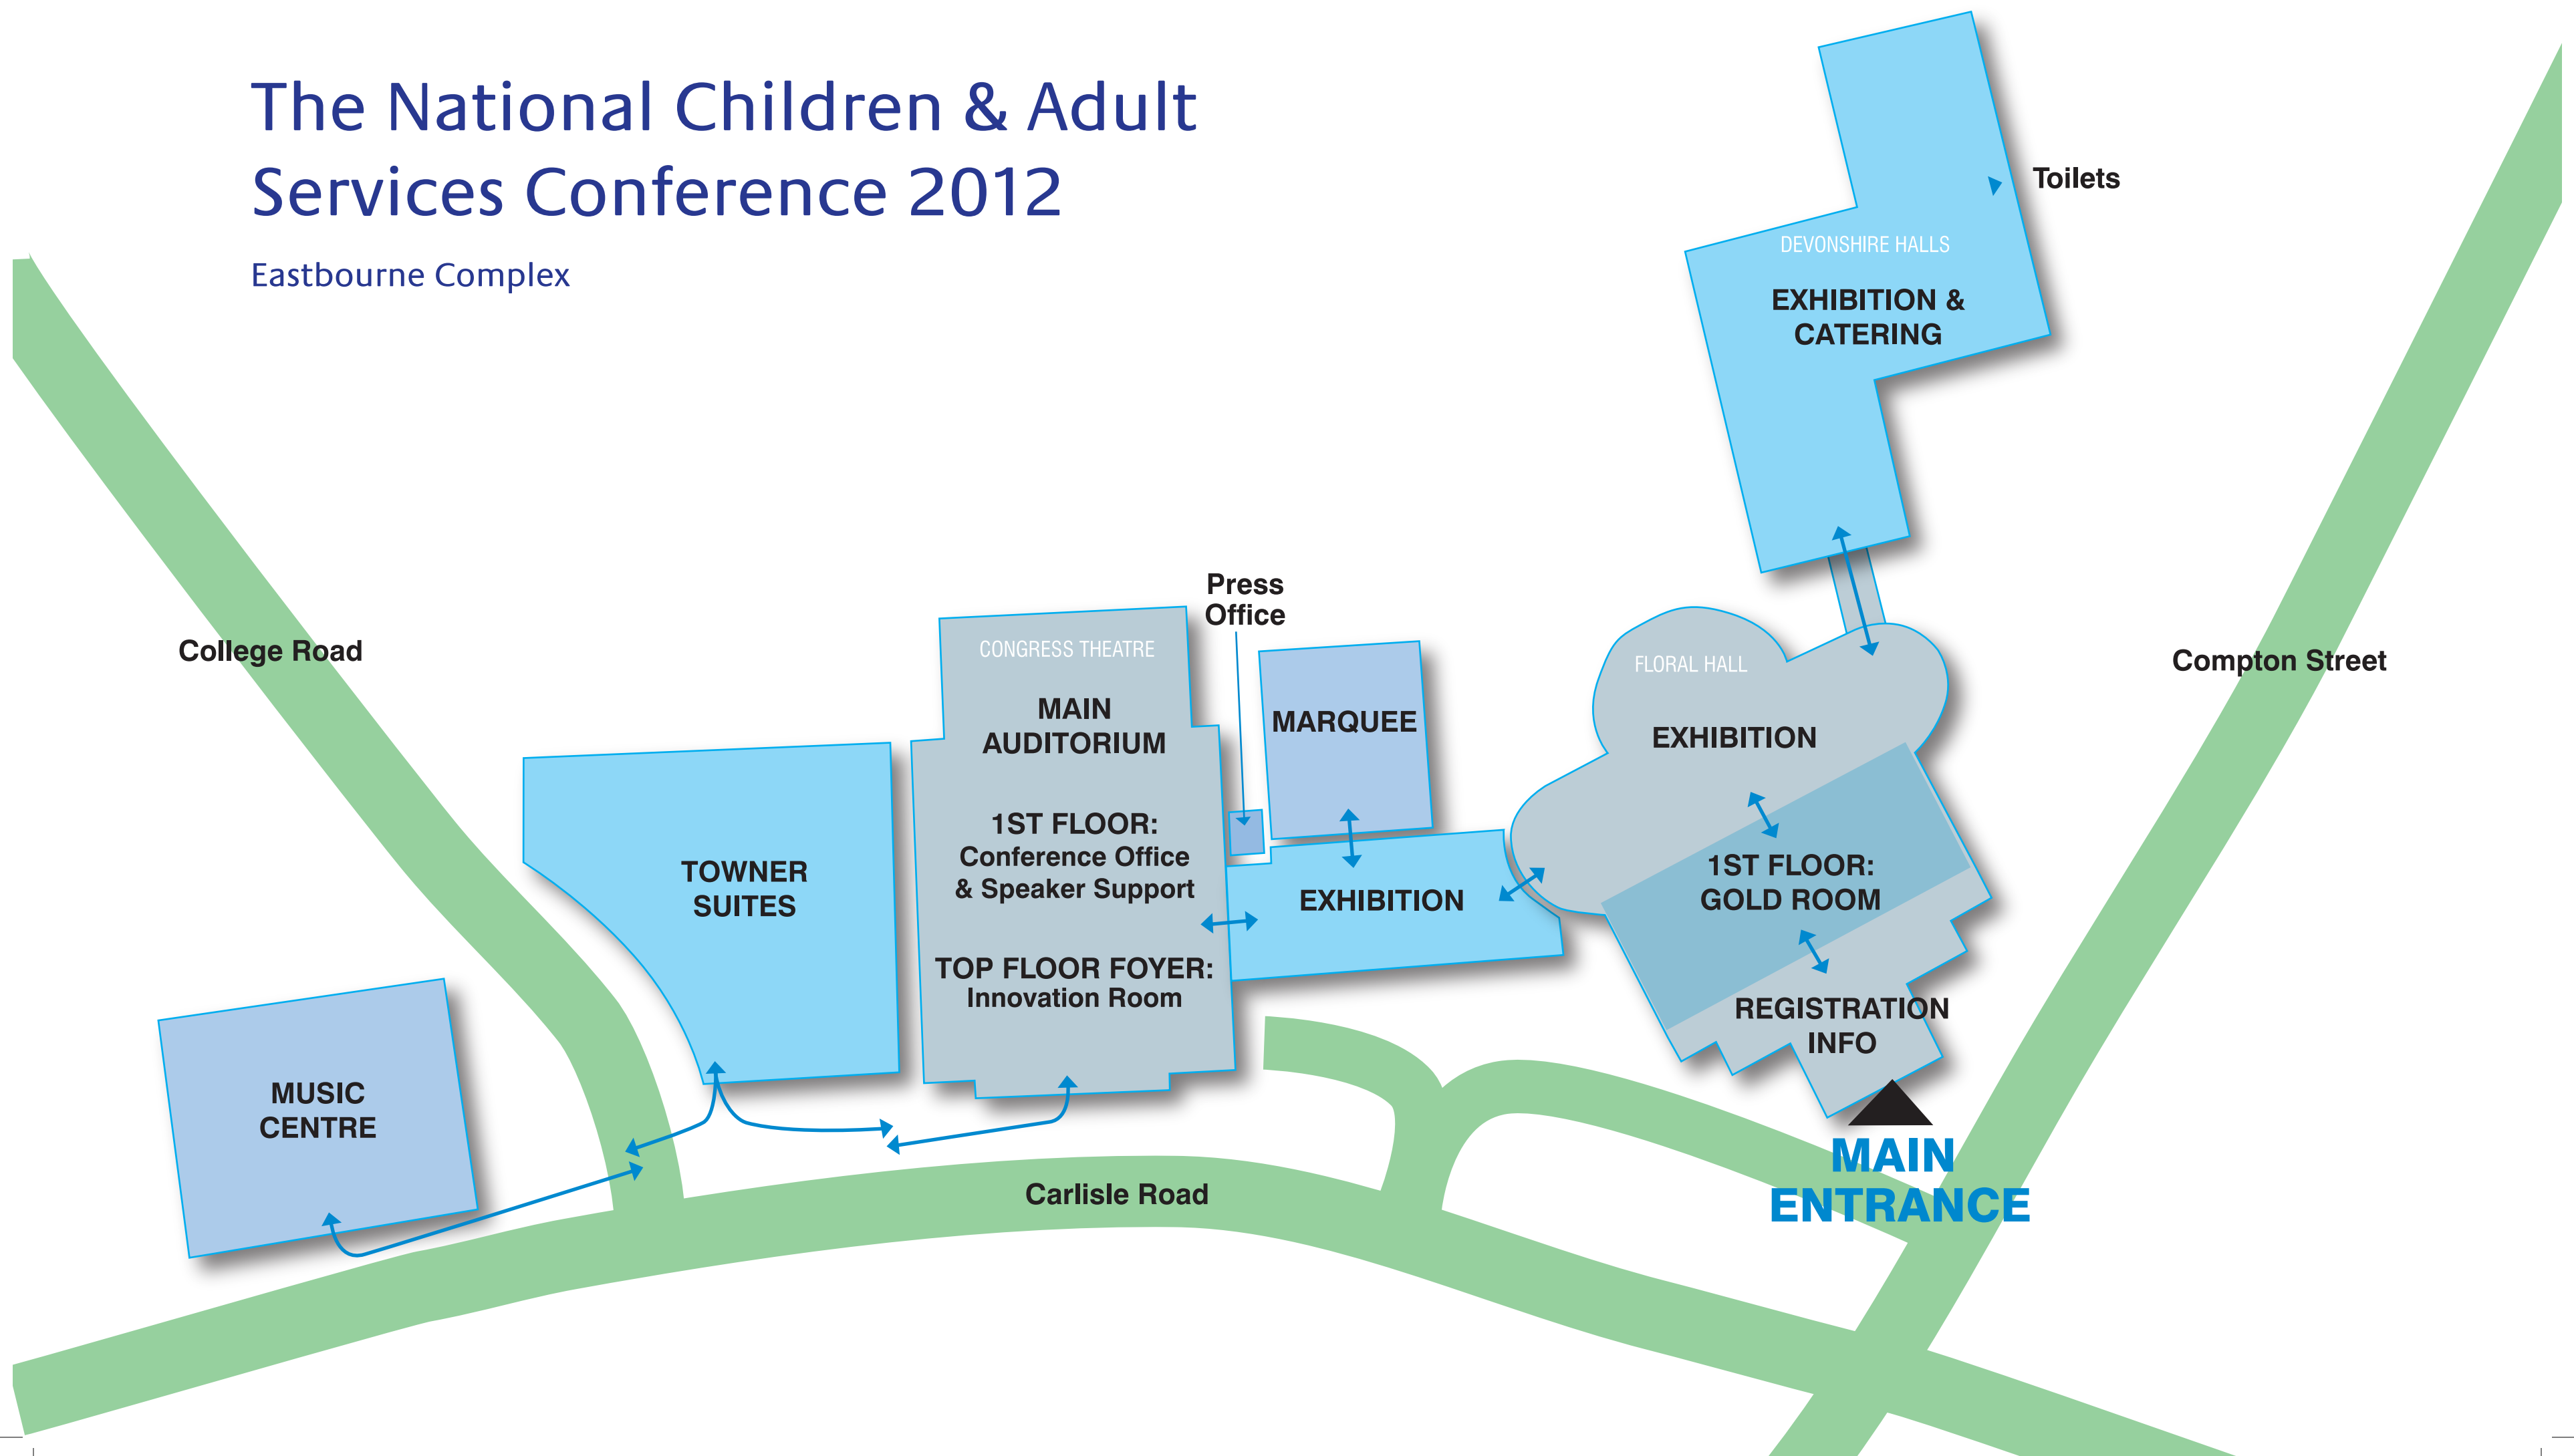 The National Children & Adult
Services Conference 2012
Eastbourne Complex
Toilets
DEVONSHIRE HALLS
EXHIBITION &
CATERING
College Road
Compton Street
Press
Office
CONGRESS THEATRE
MAIN
AUDITORIUM
1ST FLOOR:
Conference Office
& Speaker Support
TOP FLOOR FOYER:
Innovation Room
MARQUEE
FLORAL HALL
EXHIBITION
1ST FLOOR:
GOLD ROOM
REGISTRATION
INFO
EXHIBITION
TOWNER
SUITES
MUSIC
CENTRE
MAIN
ENTRANCE
Carlisle Road